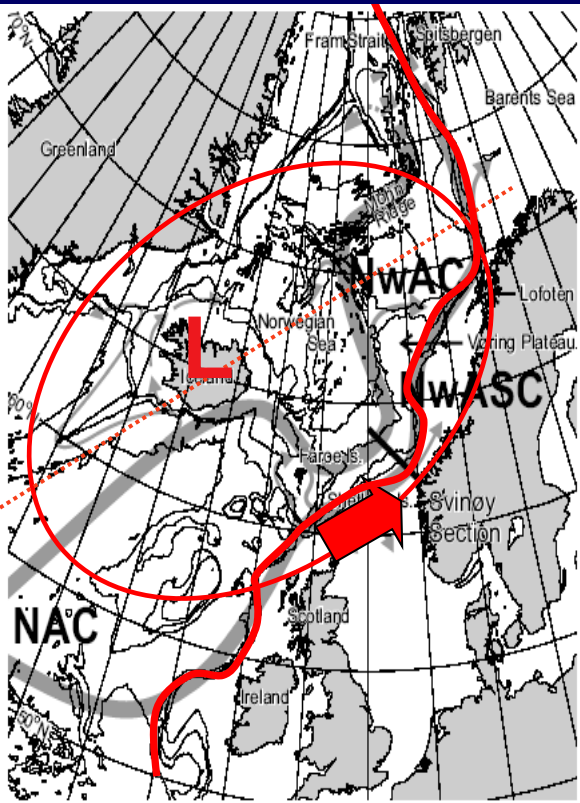 70°N
Fram Strait
Spitsbergen
Barents Sea
Greenland
Mohn
Ridge
NwAC
Lofoten
L
Norwegian
Sea
Vøring Plateau
Iceland
NwASC
60°
Faroe Is.
Svinøy
Section
NAC
Scotland
Ireland
50°N